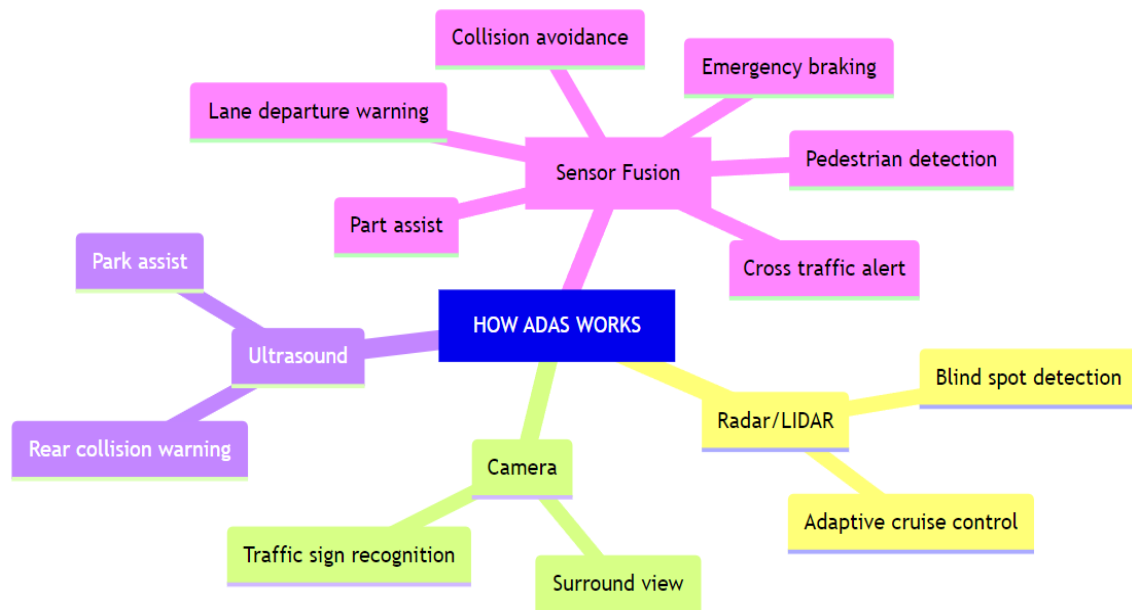 Collision avoidance
Emergency braking
Lane departure warning
Pedestrian detection
Sensor Fusion
Part assist
Cross traffic alert
Park assist
HOW ADAS WORKS
Ultrasound
Blind spot detection
Radar/LIDAR
Rear collision warning
Camera
Adaptive cruise control
Traffic sign recognition
Surround view